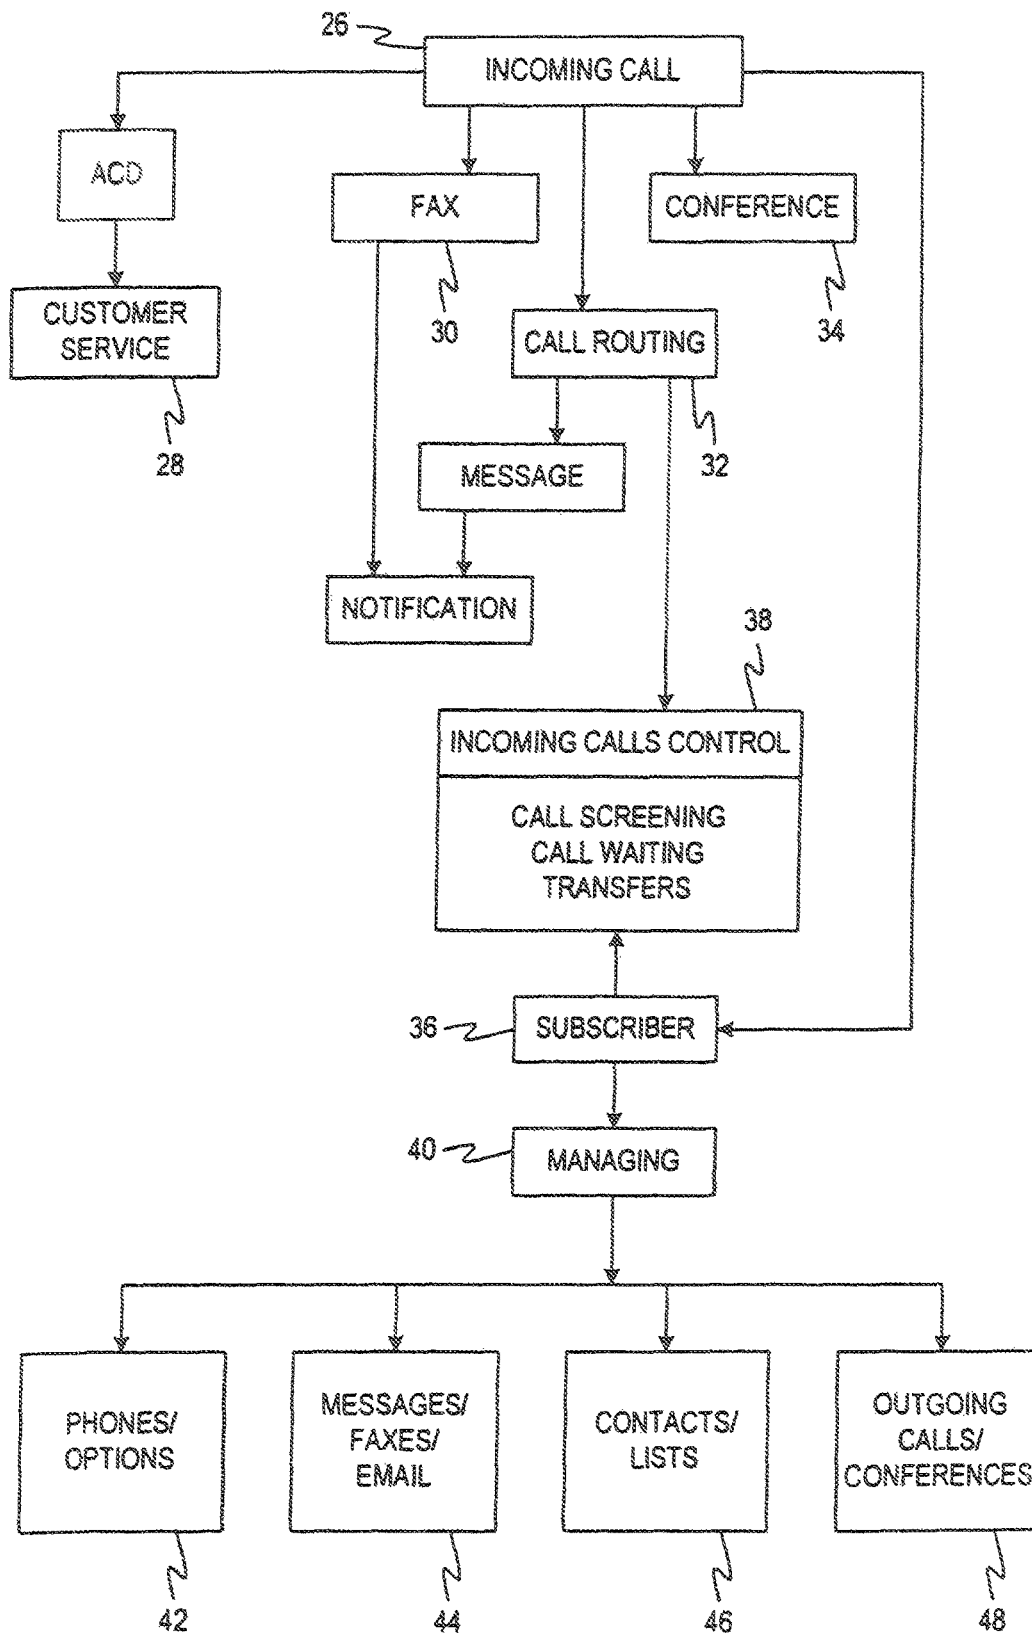 26
INCOMING CALL
ACD
FAX
CONFERENCE
CUSTOMER
SERVICE
30
34
CALL ROUTING
28
32
MESSAGE
NOTIFICATION
38
INCOMING CALLS CONTROL
CALL SCREENING
CALL WAITING
TRANSFERS
36
SUBSCRIBER
40
MANAGING
PHONES/
OPTIONS
MESSAGES/
FAXES/
EMAIL
CONTACTS/
LISTS
OUTGOING
CALLS/
CONFERENCES
42
44
46
48